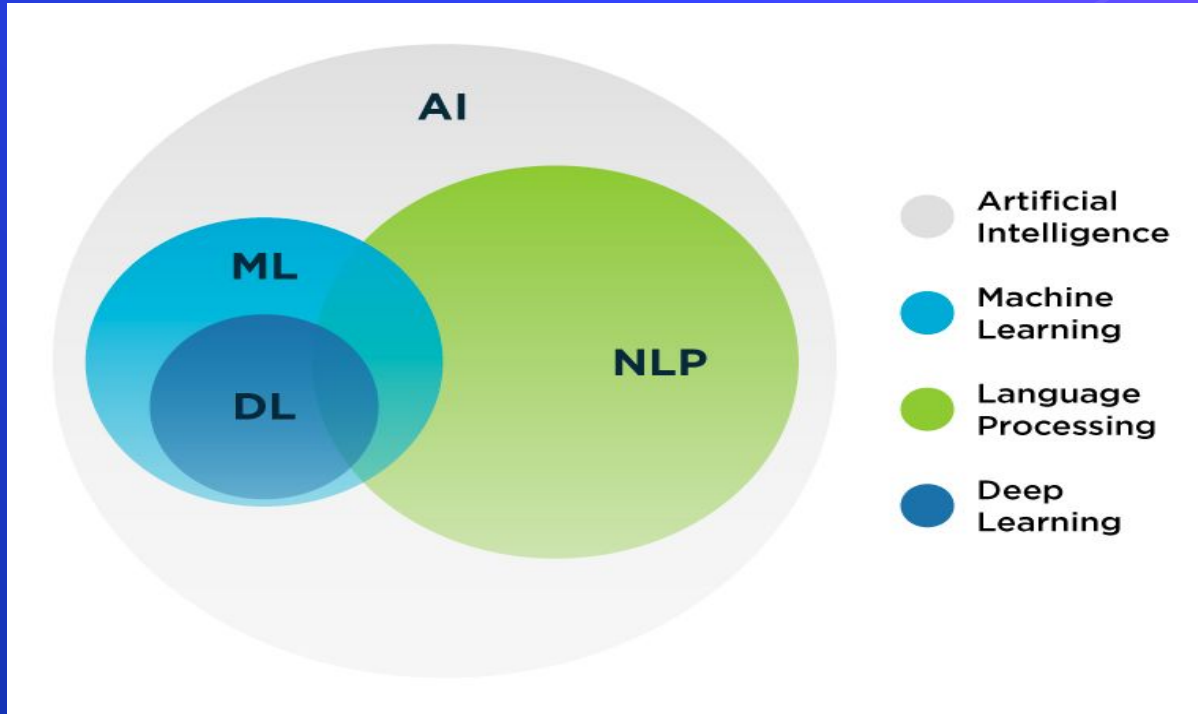 AI
ML
DL
NLP
Artificial
Intelligence
Machine
Learning
Language
Processing
Deep
Learning